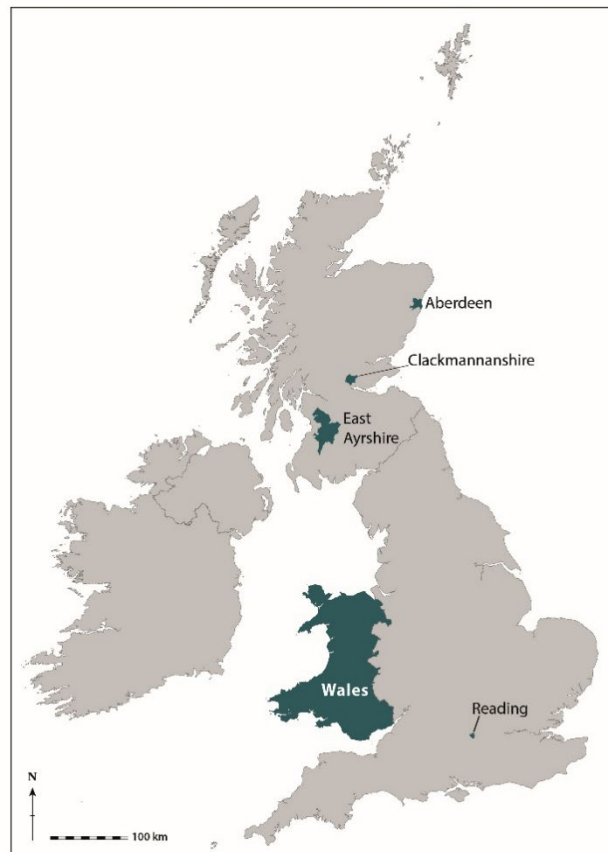 Aberdeen
Clackmannanshire
East
Ayrshire
Wales
Reading
N
100 km